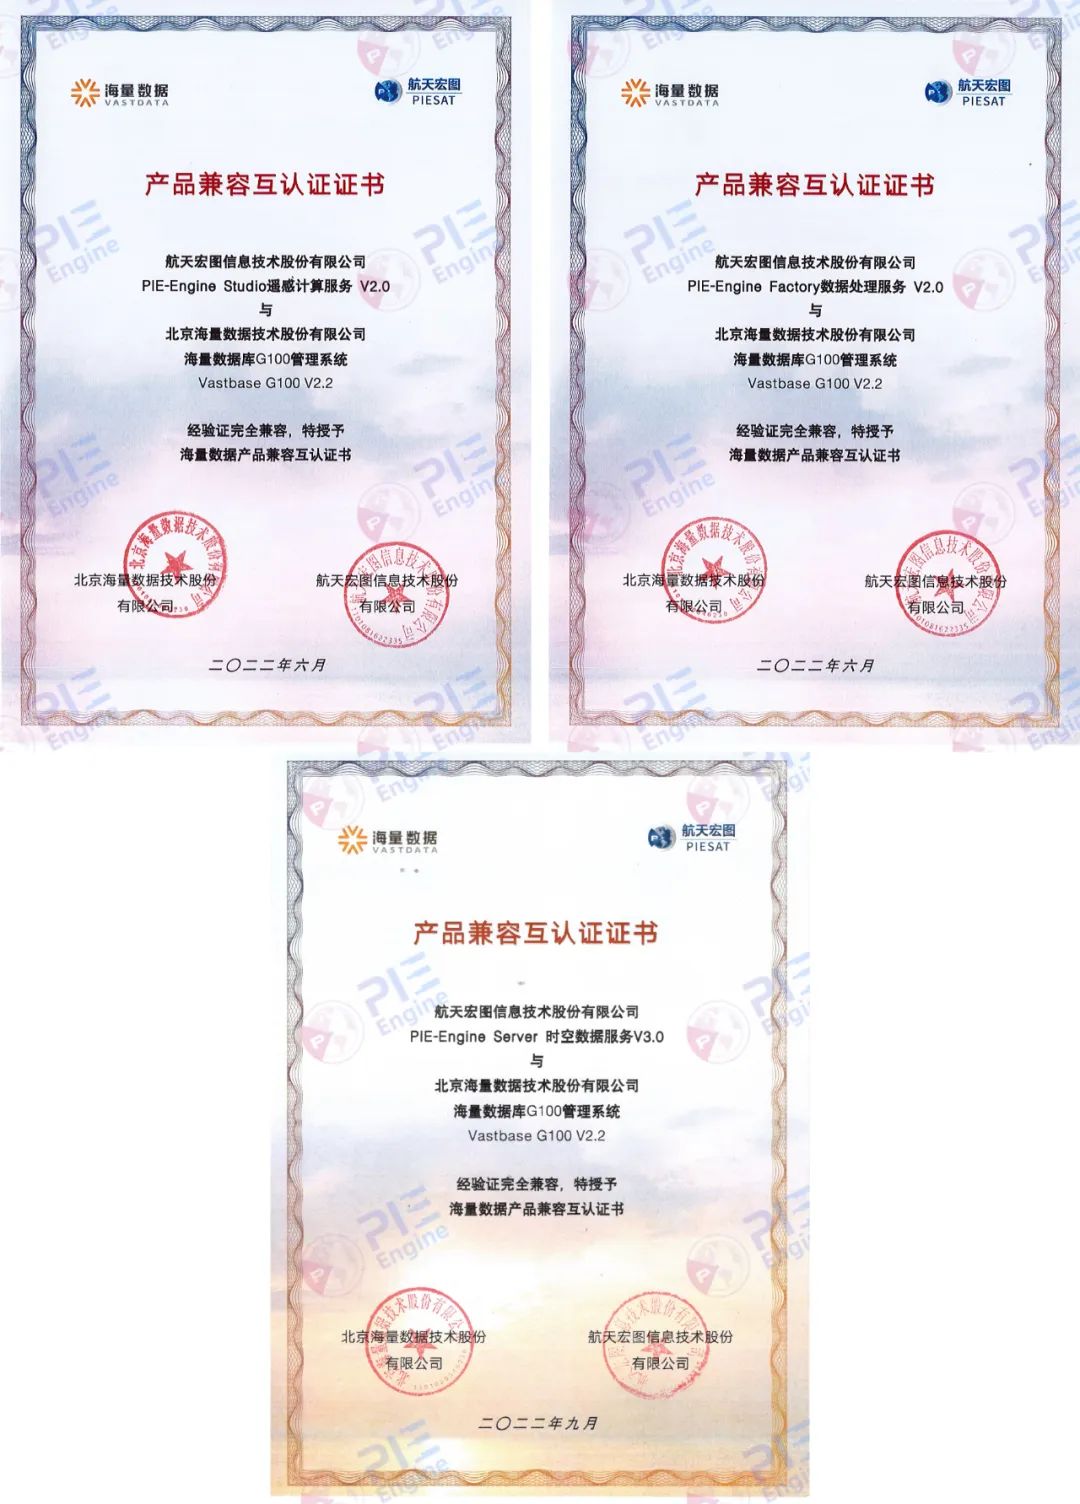 海量数据
VASTDATA
航天宏图
PIESAT
产品兼容互认证证书
航天宏图信息技术股份有限公司
PIE-Engine Studio遥感计算服务 V2.0
与
北京海量数据技术股份有限公司
海量数据库G100管理系统
Vastbase G100 V2.2
经验证完全兼容，特授予
海量数据产品兼容互认证书
北京海量数据技术股份
有限公司
航天宏图信息技术股份
有限公司
二〇二二年六月
海量数据
VASTDATA
航天宏图
PIESAT
产品兼容互认证证书
航天宏图信息技术股份有限公司
PIE-Engine Factory数据处理服务 V2.0
与
北京海量数据技术股份有限公司
海量数据库G100管理系统
Vastbase G100 V2.2
经验证完全兼容，特授予
海量数据产品兼容互认证书
北京海量数据技术股份
有限公司
航天宏图信息技术股份
有限公司
二〇二二年六月
海量数据
VASTDATA
航天宏图
PIESAT
产品兼容互认证证书
航天宏图信息技术股份有限公司
PIE-Engine Server 时空数据服务V3.0
与
北京海量数据技术股份有限公司
海量数据库G100管理系统
Vastbase G100 V2.2
经验证完全兼容，特授予
海量数据产品兼容互认证书
北京海量数据技术股份
有限公司
航天宏图信息技术股份
有限公司
二〇二二年九月
PIE
Engine